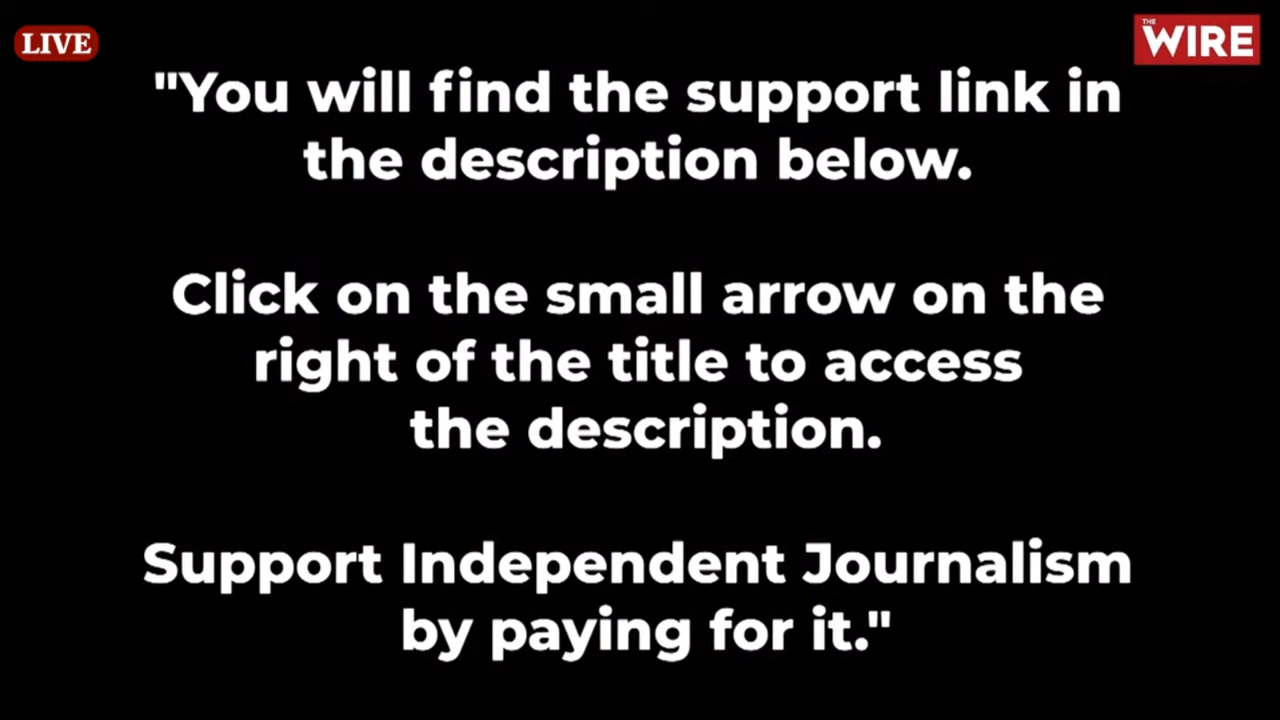 LIVE
THE
WIRE
"You will find the support link in
the description below.
Click on the small arrow on the
right of the title to access
the description.
Support Independent Journalism
by paying for it."